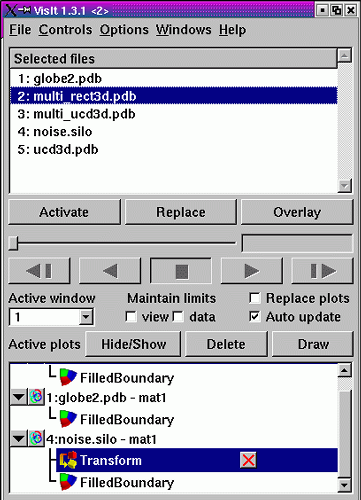 VisIt 1.3.1 <2>
File Controls Options Windows Help
Selected files
1: globe2.pdb
2: multi_rect3d.pdb
3: multi_ucd3d.pdb
4: noise.silo
5: ucd3d.pdb
Activate Replace Overlay
Active window Maintain limits Replace plots
1 view data Auto update
Active plots Hide/Show Delete Draw
FilledBoundary
1:globe2.pdb - mat1
FilledBoundary
4:noise.silo - mat1
Transform
FilledBoundary